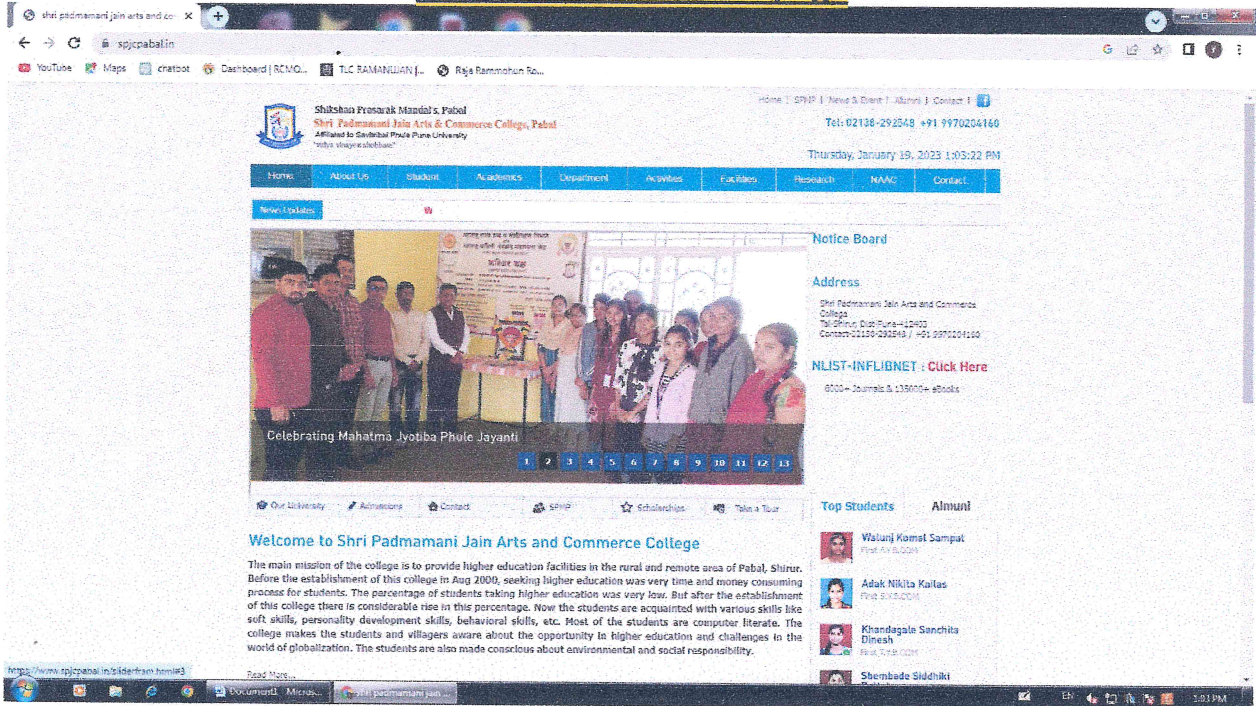 shri padmamani jain arts and co
spjcpabal.in
YouTube Maps chatbot Dashboard | RCMO... TLC RAMANUJAN |... Raja Rammohun Ro...
Shikshan Prasarak Mandal's, Pabal
Shri Padmamani Jain Arts & Commerce College, Pabal
Affiliated to Savitribai Phule Pune University
Home | SPMP | News & Event | Alumni | Contact |
Tel: 02138-292548 +91 9970204160
Thursday, January 19, 2023 1:03:22 PM
Home About Us Student Academics Department Activities Facilities Research NAAC Contact
News Updates
W
Celebrating Mahatma Jyotiba Phule Jayanti
1 2 3 4 5 6 7 8 9 10 11 12 13
Notice Board
Address
Shri Padmamani Jain Arts and Commerce
College
Tal-Shirur, Dist-Pune-412403
Contact-02138-292548 / +91 9970204160
NLIST-INFLIBNET : Click Here
6000+ Journals & 135000+ eBooks
Our University Admissions Contact SPMP Scholarships Take a Tour
Welcome to Shri Padmamani Jain Arts and Commerce College
The main mission of the college is to provide higher education facilities in the rural and remote area of Pabal, Shirur.
Before the establishment of this college in Aug 2000, seeking higher education was very time and money consuming
process for students. The percentage of students taking higher education was very low. But after the establishment
of this college there is considerable rise in this percentage. Now the students are acquainted with various skills like
soft skills, personality development skills, behavioral skills, etc. Most of the students are computer literate. The
college makes the students and villagers aware about the opportunity in higher education and challenges in the
world of globalization. The students are also made conscious about environmental and social responsibility.
Read More...
Top Students Almuni
Walunj Komal Sampat
First F.Y.B.COM
Adak Nikita Kailas
First S.Y.B.COM
Khandagale Sanchita
Dinesh
First T.Y.B.COM
Shembade Siddhiki
https://www.spjcpabal.in/sliderfram.html#3
Document1 Micros... shri padmamani jain ...
EN 1:03 PM